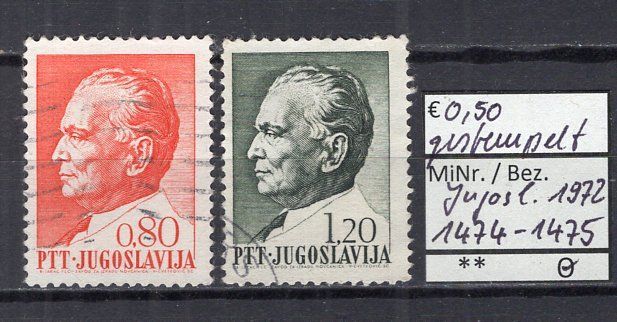 0,80
PTT·JUGOSLAVIJA
1,20
PTT·JUGOSLAVIJA
€ 0,50
gestempelt
MiNr. / Bez.
Jugosl. 1972
1474-1475
**